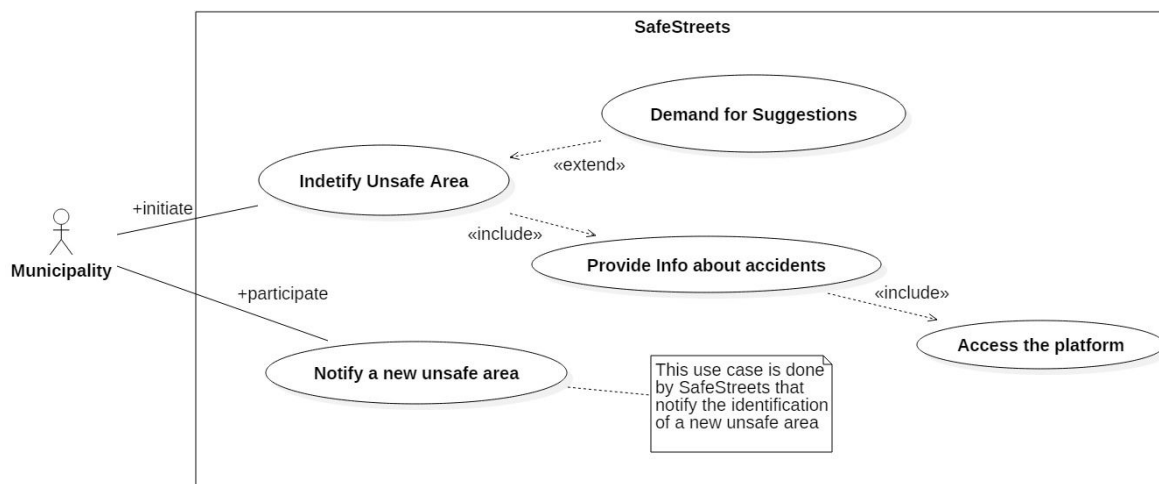 SafeStreets
Demand for Suggestions
«extend»
Indetify Unsafe Area
+initiate
«include»
Municipality
Provide Info about accidents
+participate
«include»
Access the platform
Notify a new unsafe area
This use case is done
by SafeStreets that
notify the identification
of a new unsafe area